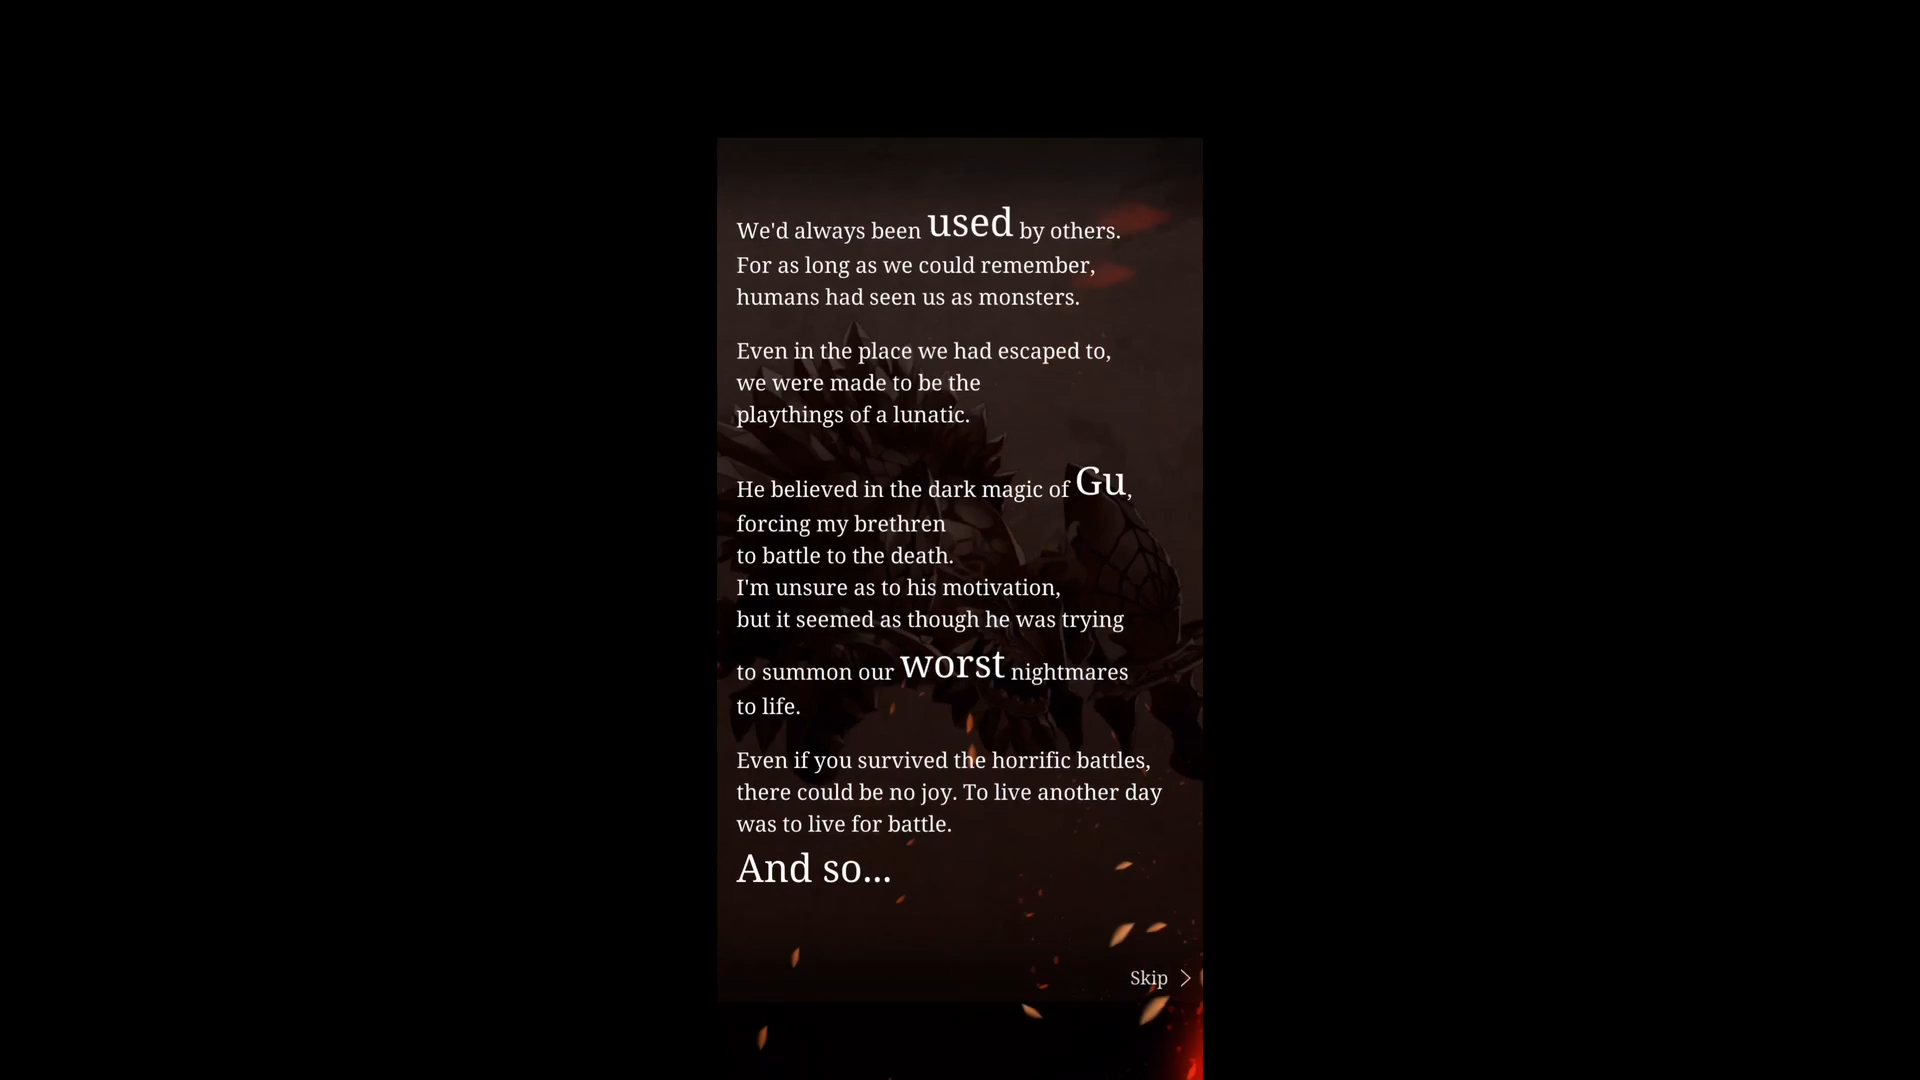 We'd always been used by others.
For as long as we could remember,
humans had seen us as monsters.
Even in the place we had escaped to,
we were made to be the
playthings of a lunatic.
He believed in the dark magic of Gu,
forcing my brethren
to battle to the death.
I'm unsure as to his motivation,
but it seemed as though he was trying
to summon our worst nightmares
to life.
Even if you survived the horrific battles,
there could be no joy. To live another day
was to live for battle.
And so...
Skip